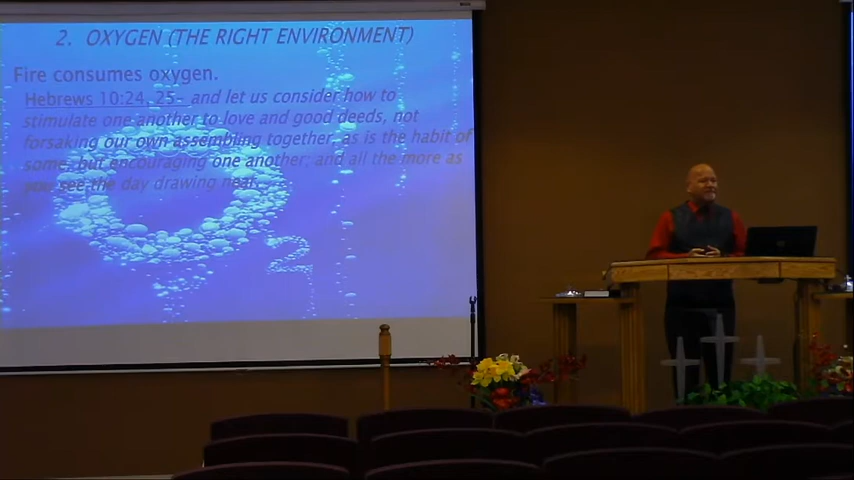 2. OXYGEN (THE RIGHT ENVIRONMENT)
Fire consumes oxygen.
Hebrews 10:24, 25- and let us consider how to
stimulate one another to love and good deeds, not
forsaking our own assembling together, as is the habit of
some, but encouraging one another; and all the more as
you see the day drawing near.
O2